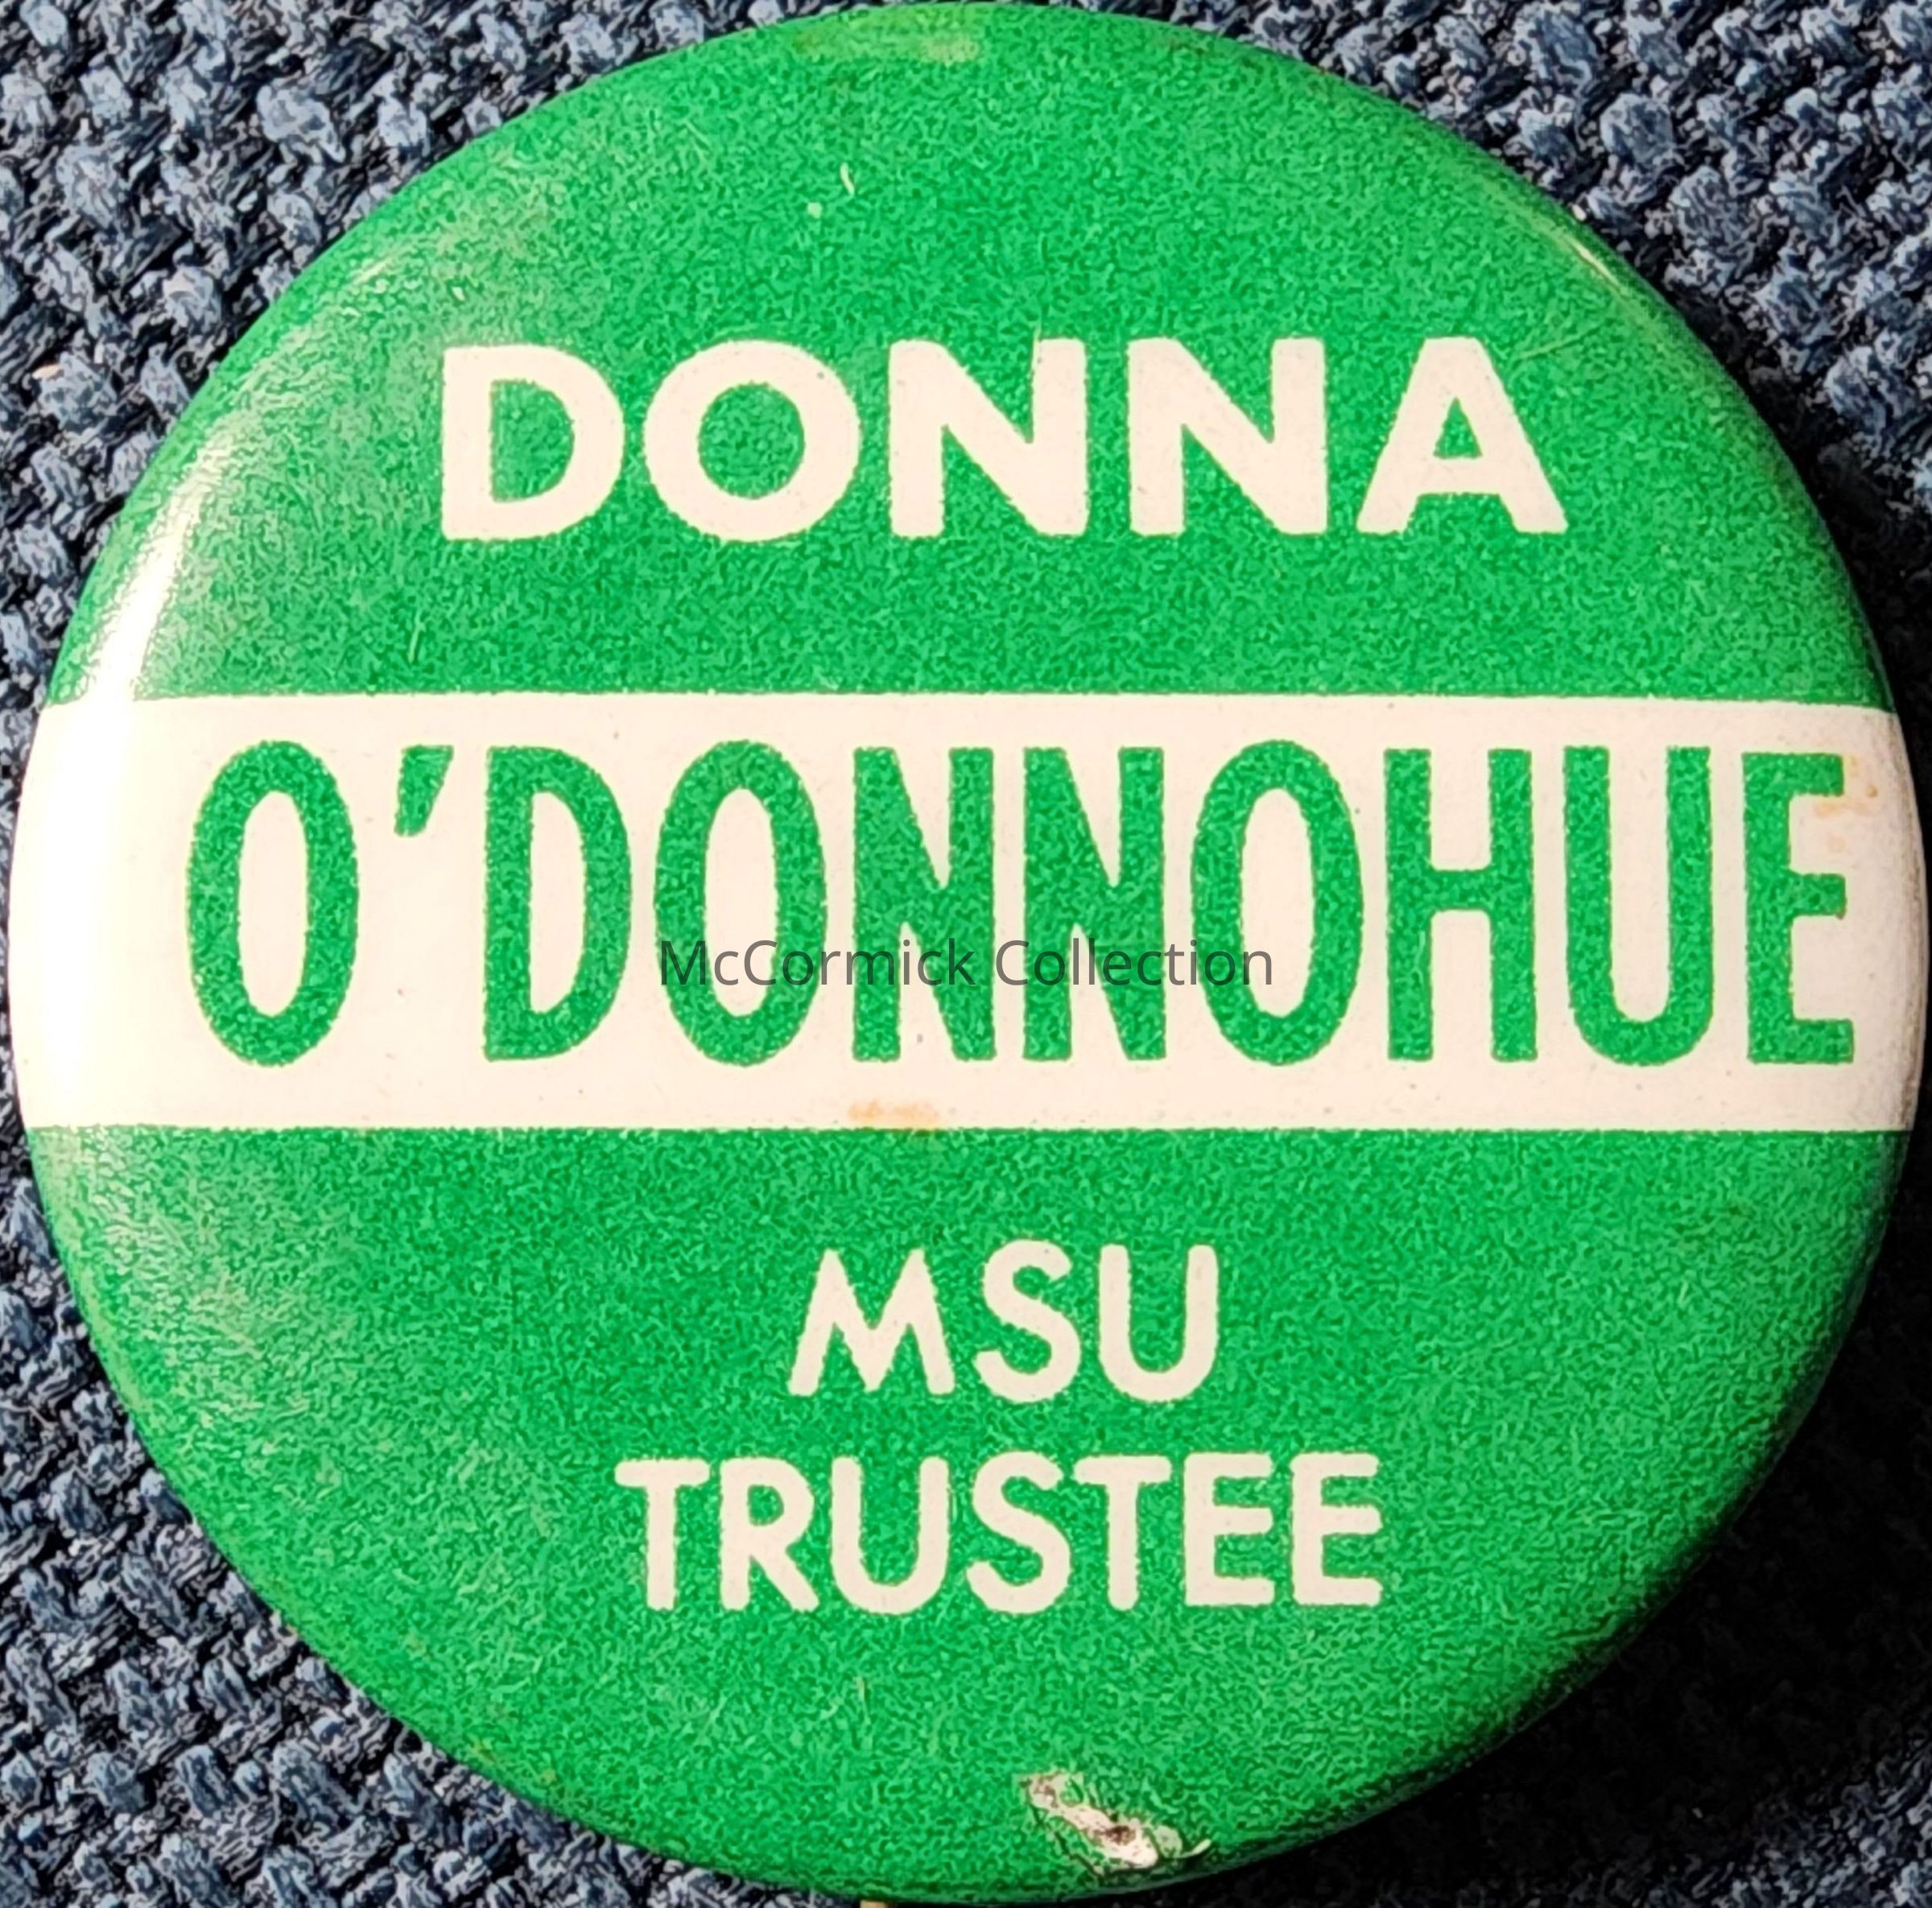 DONNA
O'DONNOHUE
McCormick Collection
MSU
TRUSTEE